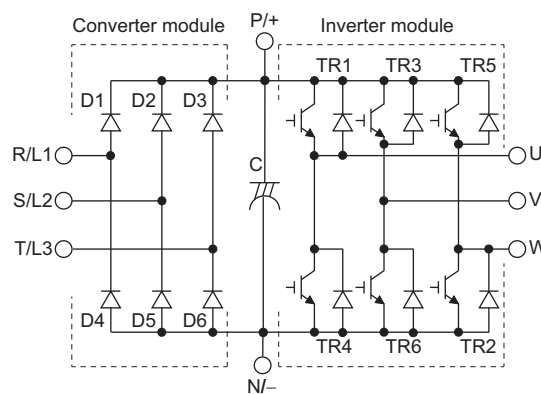 Converter module
P/+
Inverter module
D1 D2 D3
TR1 TR3 TR5
R/L1
S/L2
T/L3
C
U
V
W
D4 D5 D6
TR4 TR6 TR2
N/−